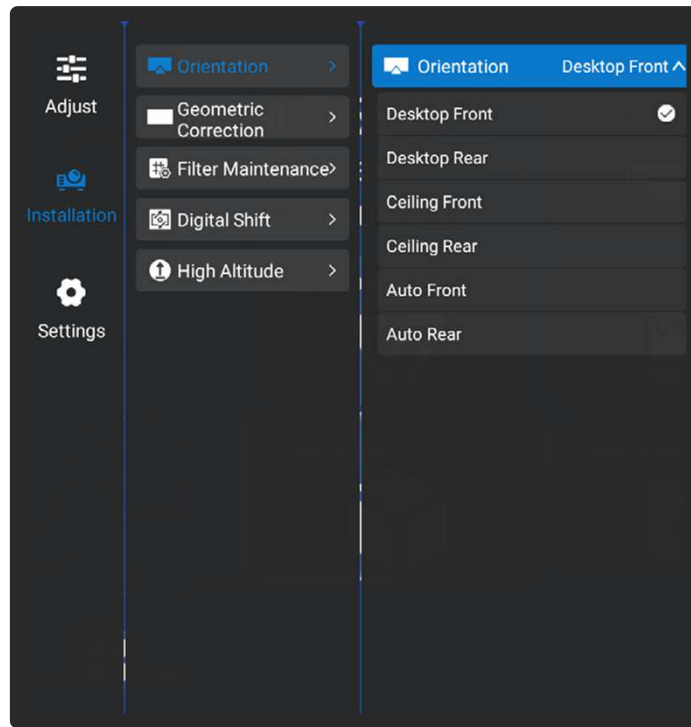 Adjust
Installation
Settings
Orientation
Geometric
Correction
Filter Maintenance
Digital Shift
High Altitude
Orientation Desktop Front
Desktop Front
Desktop Rear
Ceiling Front
Ceiling Rear
Auto Front
Auto Rear